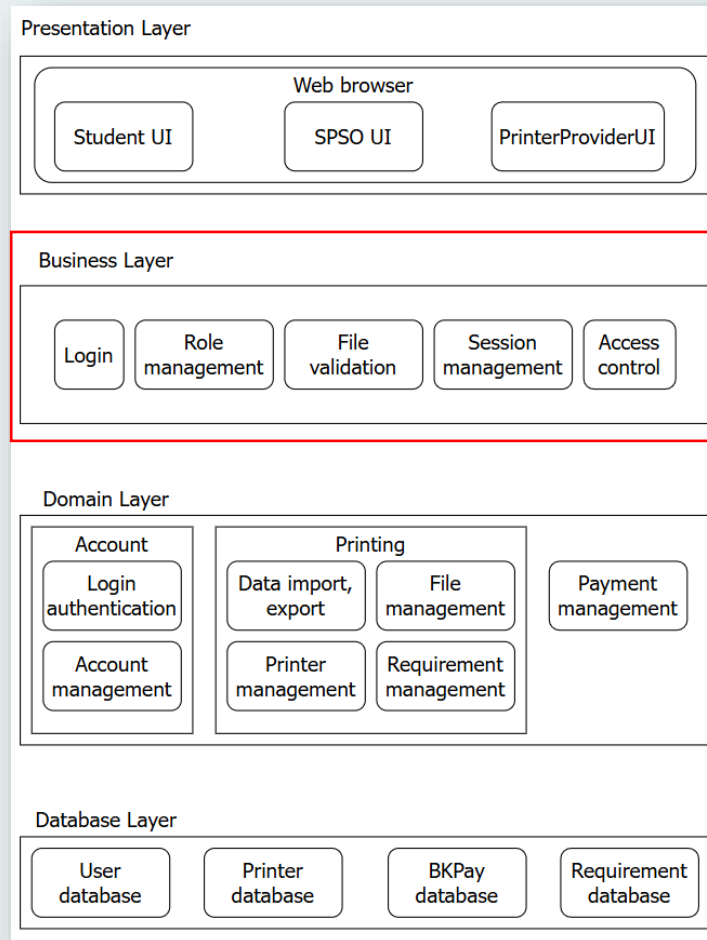 Presentation Layer
Web browser
Student UI
SPSO UI
PrinterProviderUI
Business Layer
Login
Role
management
File
validation
Session
management
Access
control
Domain Layer
Account
Login
authentication
Account
management
Printing
Data import,
export
File
management
Printer
management
Requirement
management
Payment
management
Database Layer
User
database
Printer
database
BKPay
database
Requirement
database